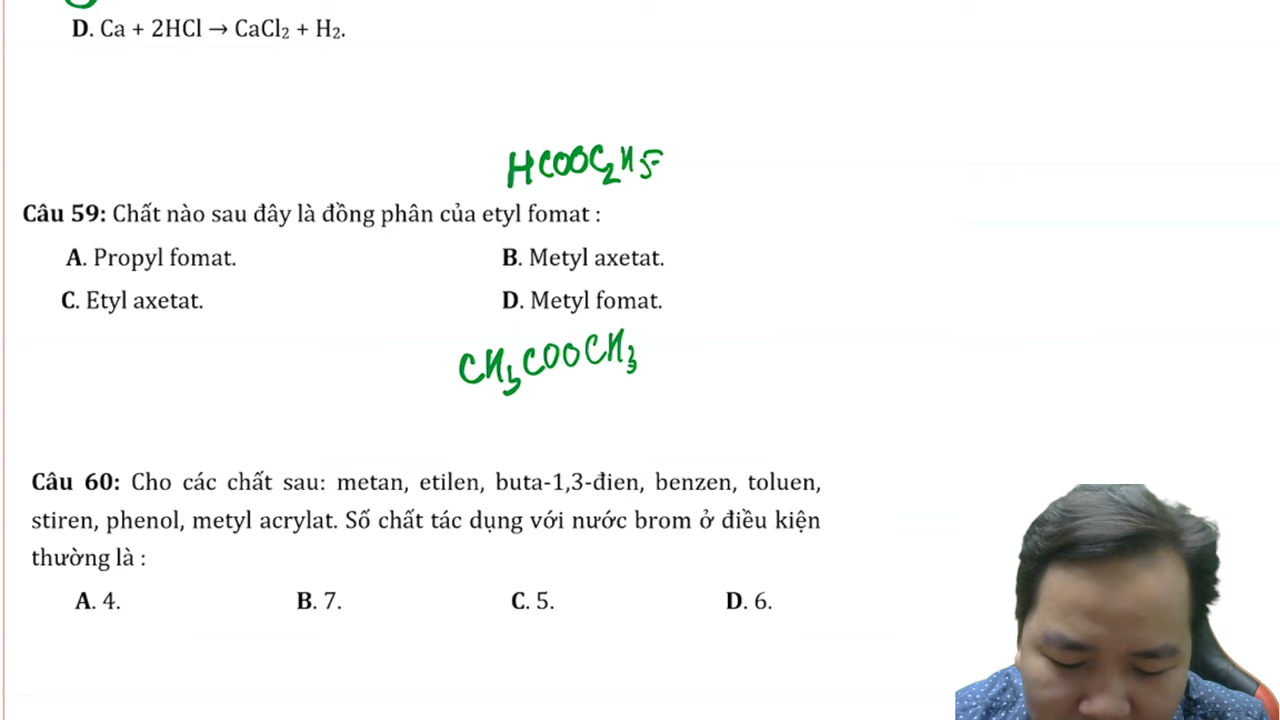 D. Ca + 2HCl → CaCl₂ + H₂.
HCOOC₂H5
Câu 59: Chất nào sau đây là đồng phân của etyl fomat :
A. Propyl fomat. B. Metyl axetat.
C. Etyl axetat. D. Metyl fomat.
CH₃COOCH₃
Câu 60: Cho các chất sau: metan, etilen, buta-1,3-đien, benzen, toluen,
stiren, phenol, metyl acrylat. Số chất tác dụng với nước brom ở điều kiện
thường là :
A. 4. B. 7. C. 5. D. 6.